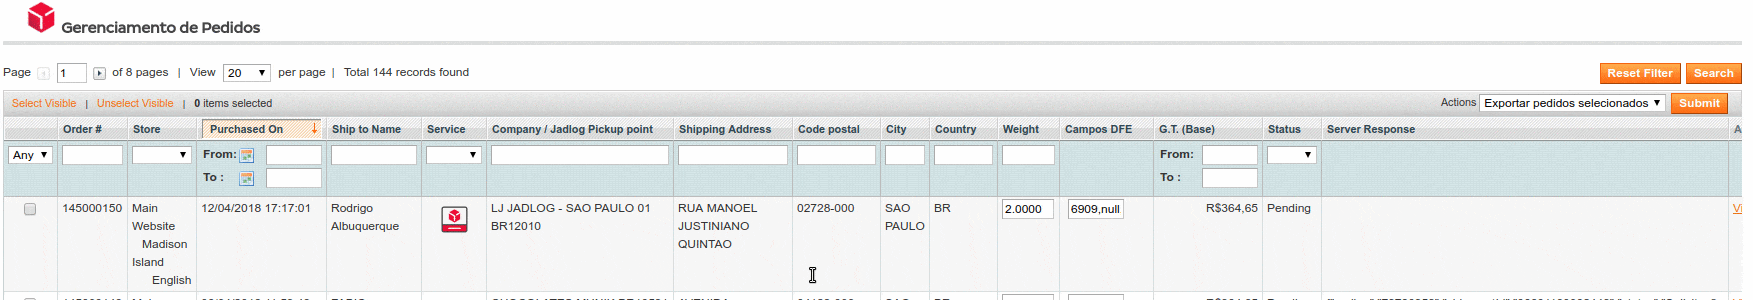 Gerenciamento de Pedidos
Page 1 of 8 pages | View 20 per page | Total 144 records found
Reset Filter Search
Select Visible | Unselect Visible | 0 items selected
Actions Exportar pedidos selecionados Submit
Order # Store Purchased On Ship to Name Service Company / Jadlog Pickup point Shipping Address Code postal City Country Weight Campos DFE G.T. (Base) Status Server Response
Any From: From:
To : To :
145000150 Main 12/04/2018 17:17:01 Rodrigo LJ JADLOG - SAO PAULO 01 RUA MANOEL 02728-000 SAO BR 2.0000 6909,null R$364,65 Pending
Website Albuquerque BR12010 JUSTINIANO PAULO
Madison QUINTAO
Island
English